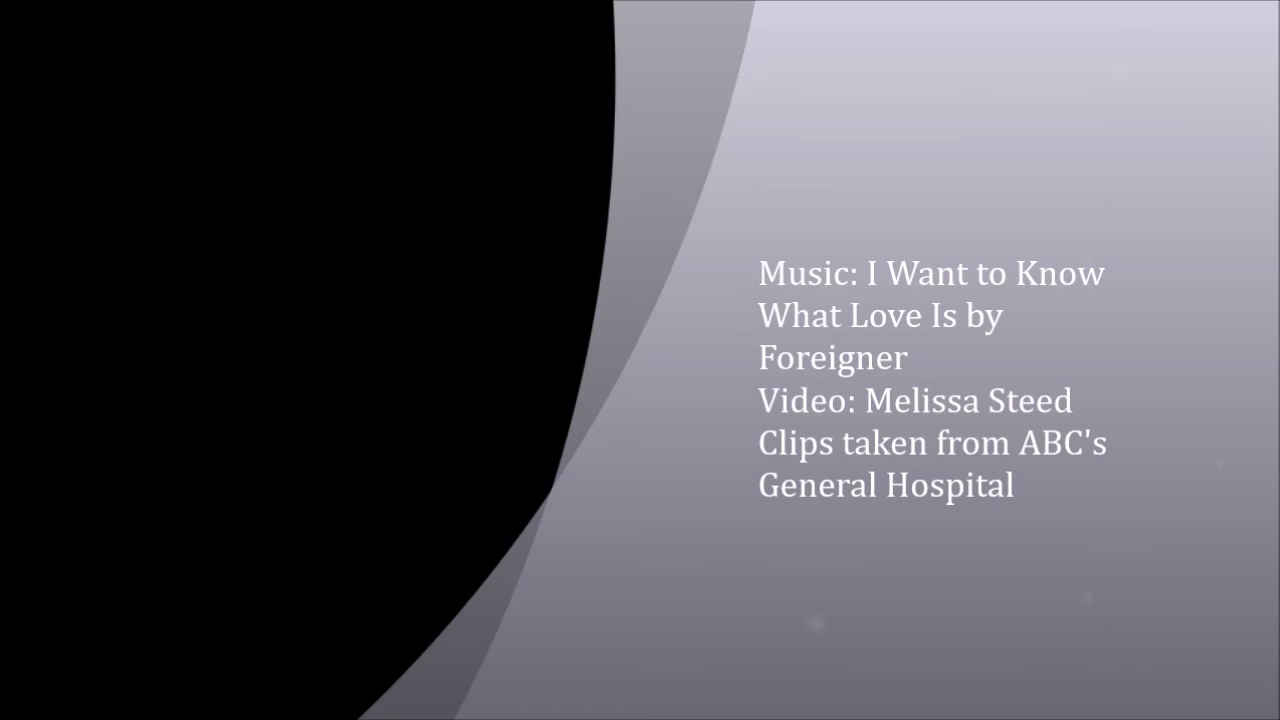 Music: I Want to Know
What Love Is by
Foreigner
Video: Melissa Steed
Clips taken from ABC's
General Hospital